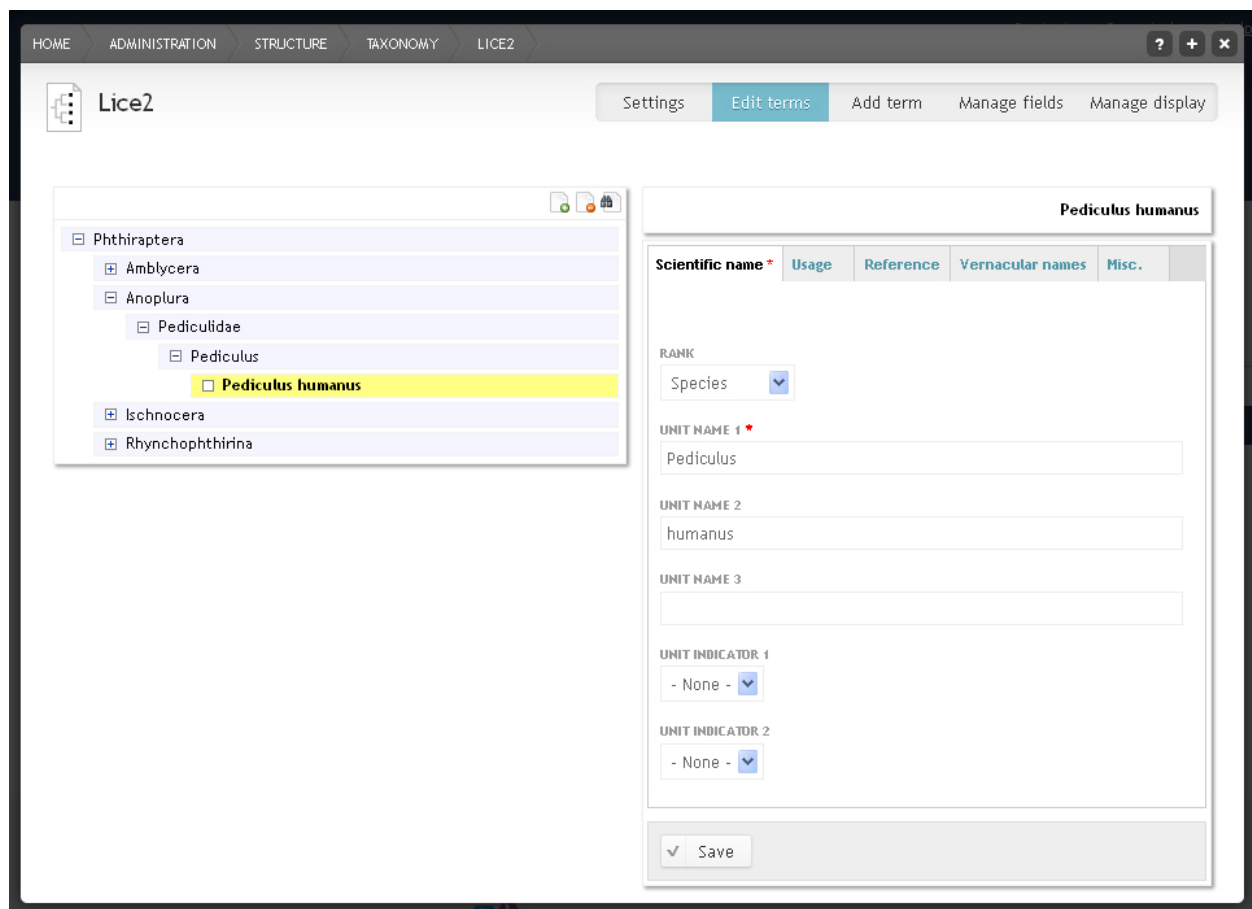 HOME ADMINISTRATION STRUCTURE TAXONOMY LICE2 ? + ×
Lice2
Settings Edit terms Add term Manage fields Manage display
Phthiraptera
Amblycera
Anoplura
Pediculidae
Pediculus
Pediculus humanus
Ischnocera
Rhynchophthirina
Pediculus humanus
Scientific name * Usage Reference Vernacular names Misc.
RANK
Species
UNIT NAME 1 *
Pediculus
UNIT NAME 2
humanus
UNIT NAME 3
UNIT INDICATOR 1
- None -
UNIT INDICATOR 2
- None -
Save